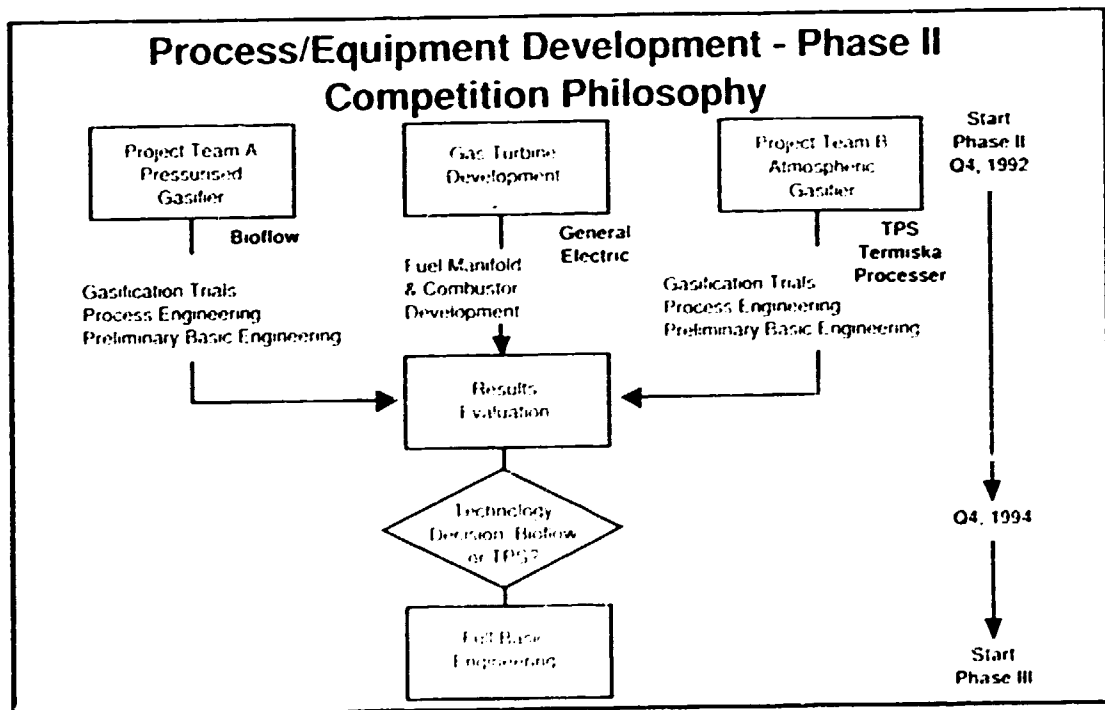 Process/Equipment Development - Phase II
Competition Philosophy
Project Team A
Pressurised
Gasifier
Bioflow
Gasification Trials
Process Engineering
Preliminary Basic Engineering
Gas Turbine
Development
General
Electric
Fuel Manifold
& Combustor
Development
Project Team B
Atmospheric
Gasifier
TPS
Termiska
Processer
Gasification Trials
Process Engineering
Preliminary Basic Engineering
Results
Evaluation
Technology
Decision: Bioflow
or TPS?
Full Basic
Engineering
Start
Phase II
Q4, 1992
Q4, 1994
Start
Phase III